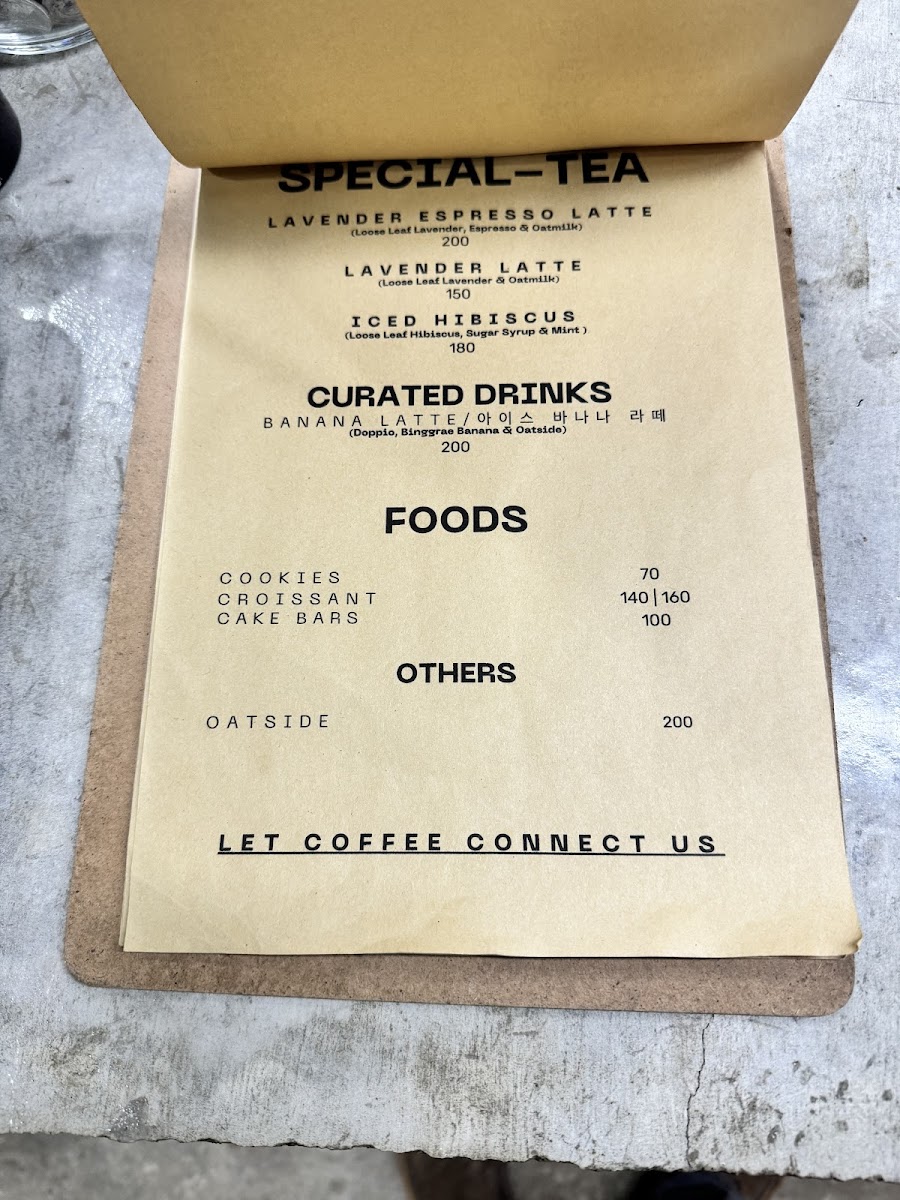 SPECIAL-TEA
LAVENDER ESPRESSO LATTE
(Loose Leaf Lavender, Espresso & Oatmilk)
200
LAVENDER LATTE
(Loose Leaf Lavender & Oatmilk)
150
ICED HIBISCUS
(Loose Leaf Hibiscus, Sugar Syrup & Mint )
180
CURATED DRINKS
BANANA LATTE/아이스 바나나 라떼
(Doppio, Binggrae Banana & Oatside)
200
FOODS
COOKIES 70
CROISSANT 140|160
CAKE BARS 100
OTHERS
OATSIDE 200
LET COFFEE CONNECT US